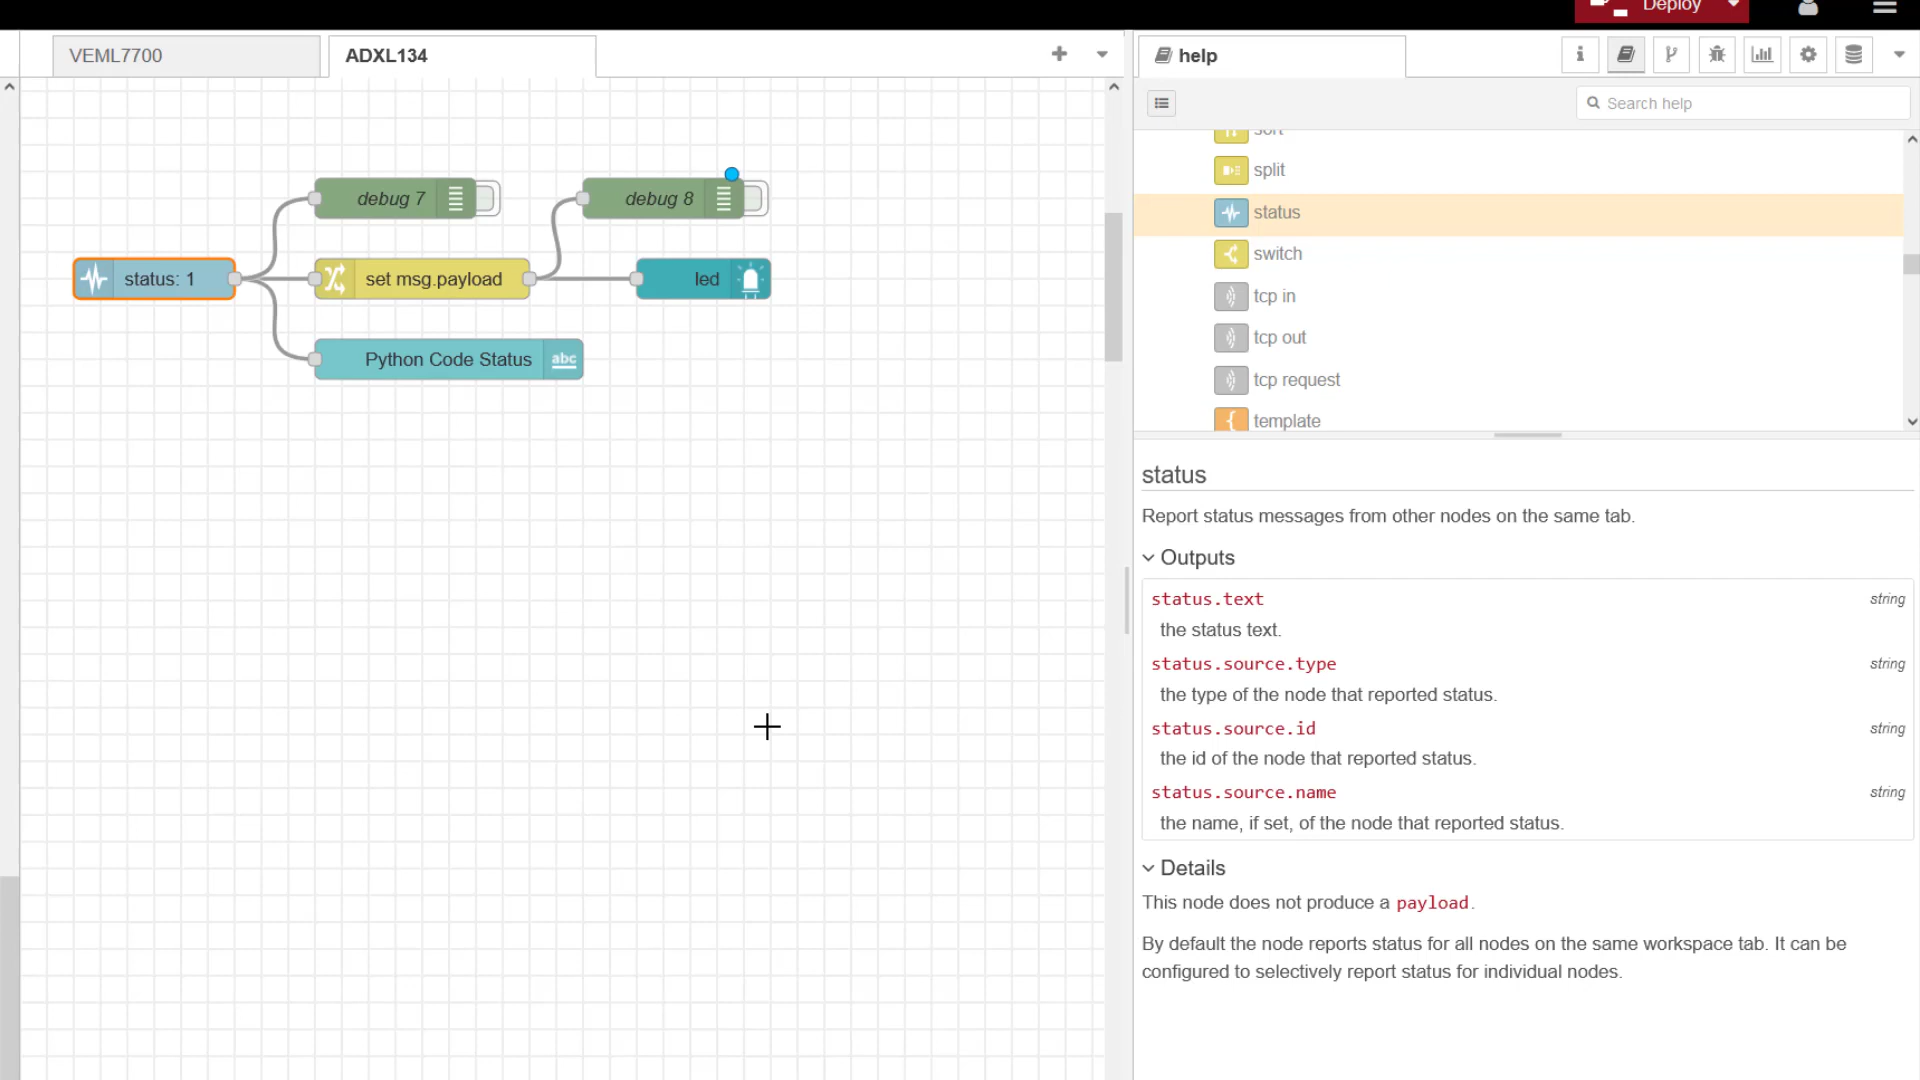 Deploy
VEML7700
ADXL134
help
Search help
sort
split
status
switch
tcp in
tcp out
tcp request
template
debug 7
debug 8
status: 1
set msg.payload
led
Python Code Status
abc
status
Report status messages from other nodes on the same tab.
Outputs
status.text string
the status text.
status.source.type string
the type of the node that reported status.
status.source.id string
the id of the node that reported status.
status.source.name string
the name, if set, of the node that reported status.
Details
This node does not produce a payload.
By default the node reports status for all nodes on the same workspace tab. It can be
configured to selectively report status for individual nodes.